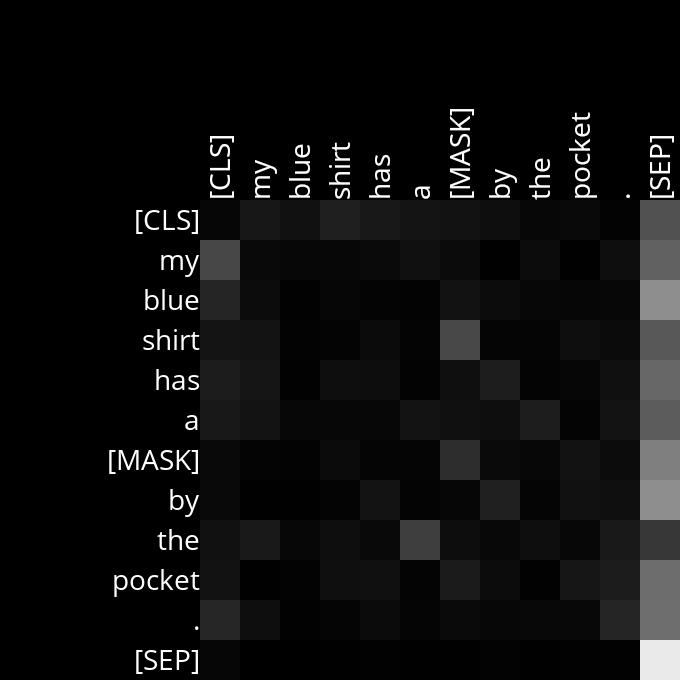 [CLS] my blue shirt has a [MASK] by the pocket . [SEP]
[CLS]
my
blue
shirt
has
a
[MASK]
by
the
pocket
.
[SEP]